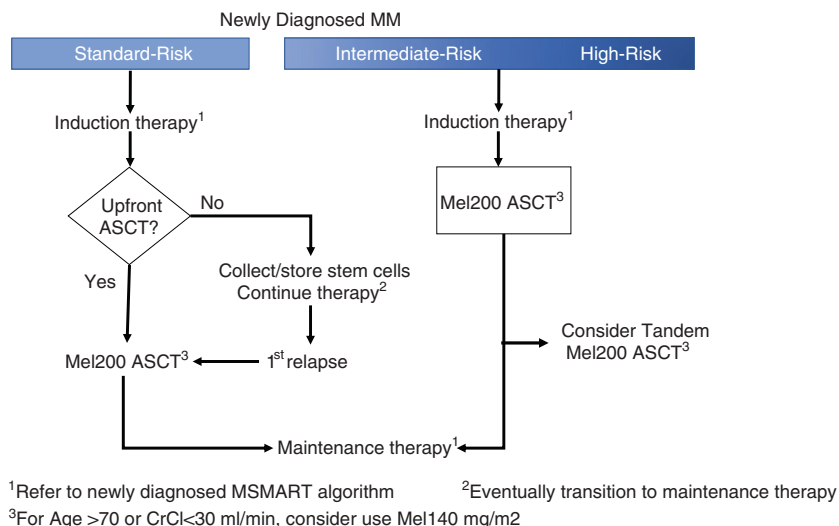 Newly Diagnosed MM
Standard-Risk
Intermediate-Risk
High-Risk
Induction therapy¹
Induction therapy¹
Upfront
ASCT?
No
Yes
Collect/store stem cells
Continue therapy²
Mel200 ASCT³
1st relapse
Mel200 ASCT³
Consider Tandem
Mel200 ASCT³
Maintenance therapy¹
¹Refer to newly diagnosed MSMART algorithm
²Eventually transition to maintenance therapy
³For Age >70 or CrCl<30 ml/min, consider use Mel140 mg/m2